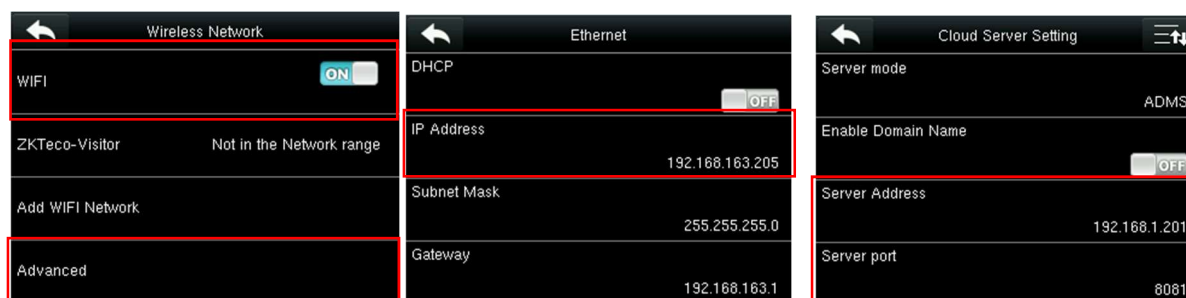 Wireless Network
WIFI
ON
ZKTeco-Visitor Not in the Network range
Add WIFI Network
Advanced
Ethernet
DHCP
OFF
IP Address
192.168.163.205
Subnet Mask
255.255.255.0
Gateway
192.168.163.1
Cloud Server Setting
Server mode
ADMS
Enable Domain Name
OFF
Server Address
192.168.1.201
Server port
8081